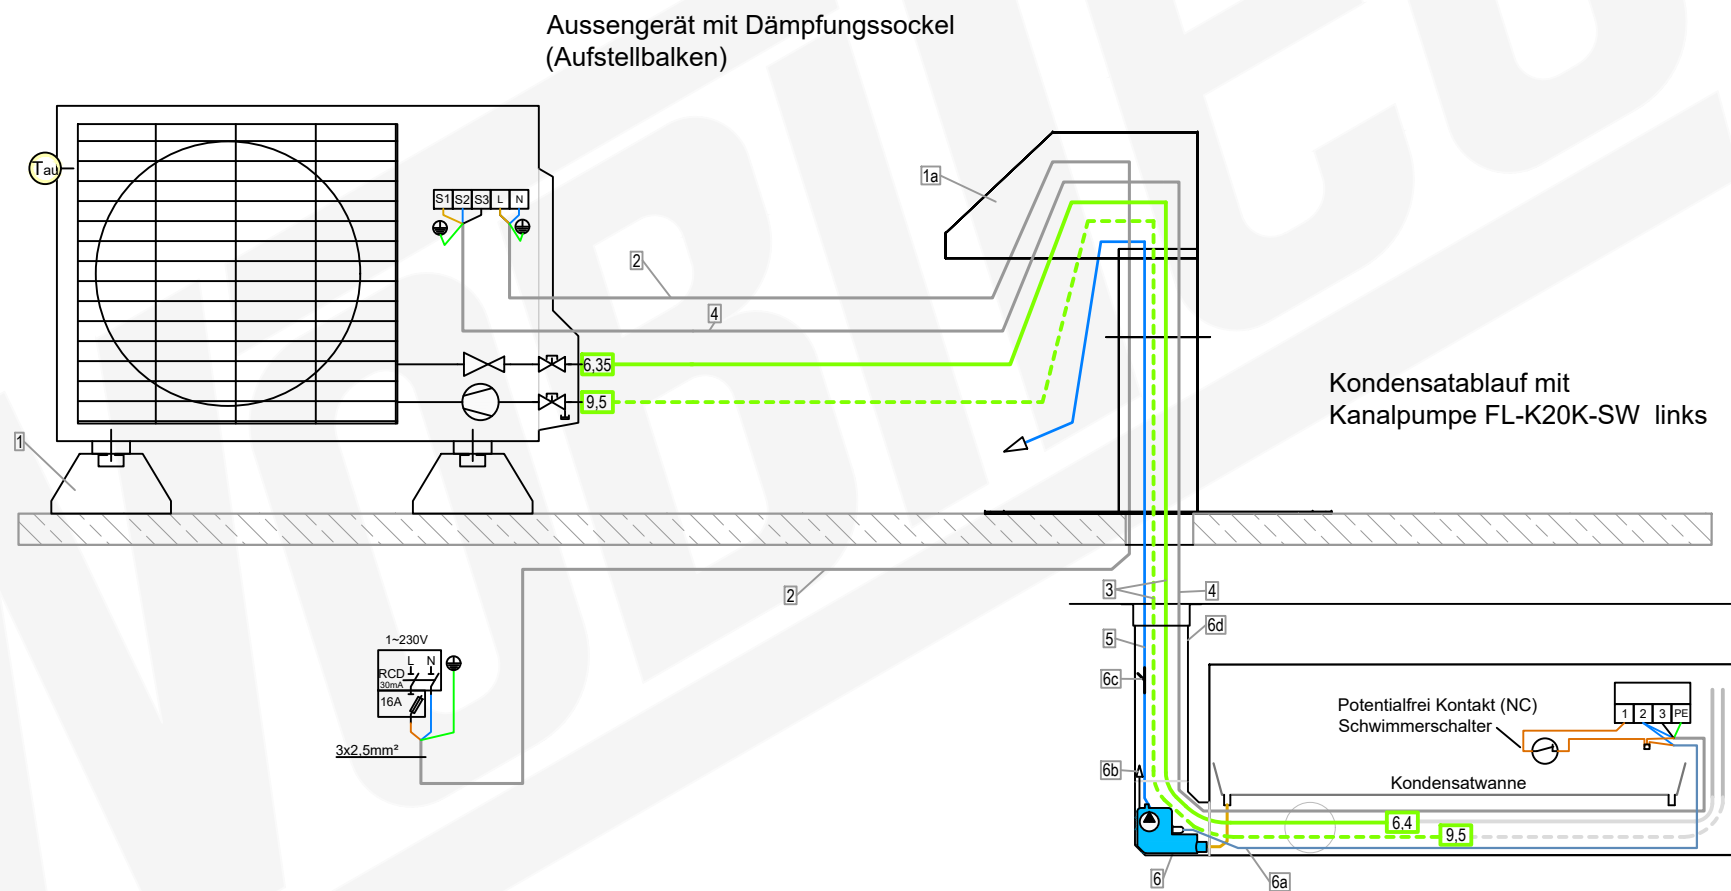 Aussengerät mit Dämpfungssockel
(Aufstellbalken)
Tau
S1 S2 S3 L N
1a
2
4
6,35
9,5
1
Kondensatablauf mit
Kanalpumpe FL-K20K-SW links
2
3
4
5
6d
6c
6b
1~230V
L N
RCD
30mA
16A
3x2,5mm²
Potentialfrei Kontakt (NC)
Schwimmerschalter
1 2 3 PE
Kondensatwanne
6,4
9,5
6
6a